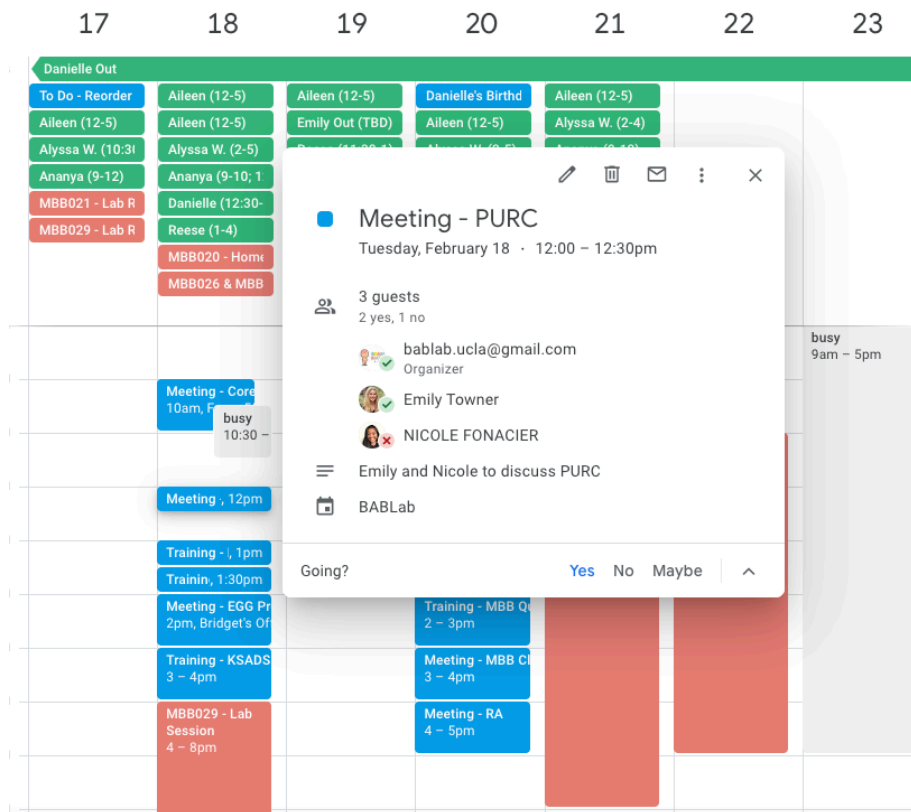 17 18 19 20 21 22 23
Danielle Out
To Do - Reorder
Aileen (12-5)
Alyssa W. (10:30
Ananya (9-12)
MBB021 - Lab R
MBB029 - Lab R
Aileen (12-5)
Aileen (12-5)
Alyssa W. (2-5)
Ananya (9-10; 1
Danielle (12:30-
Reese (1-4)
MBB020 - Home
MBB026 & MBB
Meeting - Core
10am,
busy
10:30 –
Meeting -, 12pm
Training -, 1pm
Trainin, 1:30pm
Meeting - EGG Pr
2pm, Bridget's Of
Training - KSADS
3 – 4pm
MBB029 - Lab
Session
4 – 8pm
Aileen (12-5)
Emily Out (TBD)
Danielle's Birthd
Aileen (12-5)
Training - MBB Qu
2 – 3pm
Meeting - MBB Cl
3 – 4pm
Meeting - RA
4 – 5pm
Aileen (12-5)
Alyssa W. (2-4)
busy
9am – 5pm
Meeting - PURC
Tuesday, February 18 · 12:00 – 12:30pm
3 guests
2 yes, 1 no
bablab.ucla@gmail.com
Organizer
Emily Towner
NICOLE FONACIER
Emily and Nicole to discuss PURC
BABLab
Going?
Yes No Maybe